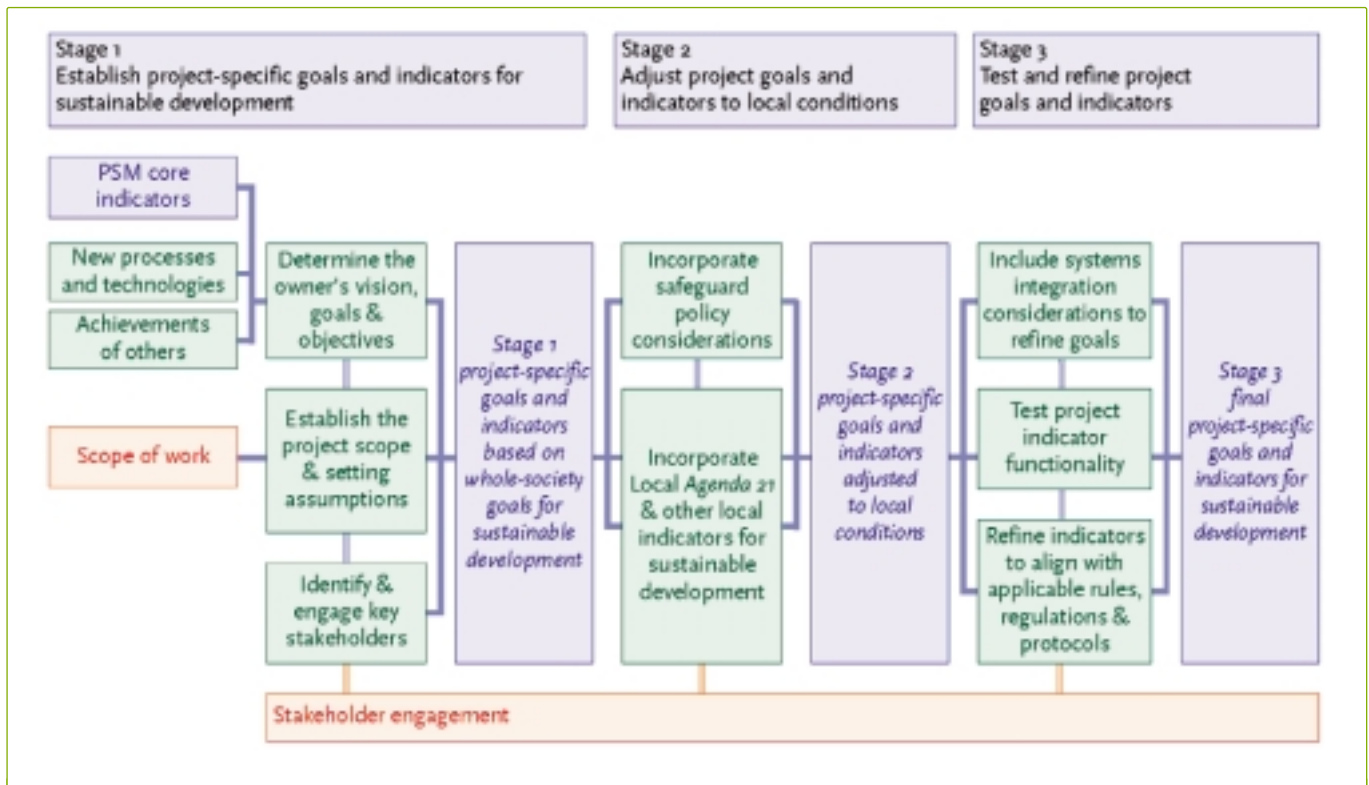 Stage 1
Establish project-specific goals and indicators for
sustainable development
Stage 2
Adjust project goals and
indicators to local conditions
Stage 3
Test and refine project
goals and indicators
PSM core
indicators
New processes
and technologies
Achievements
of others
Scope of work
Determine the
owner's vision,
goals &
objectives
Establish the
project scope
& setting
assumptions
Identify &
engage key
stakeholders
Stage 1
project-specific
goals and
indicators
based on
whole-society
goals for
sustainable
development
Incorporate
safeguard
policy
considerations
Incorporate
Local Agenda 21
& other local
indicators for
sustainable
development
Stage 2
project-specific
goals and
indicators
adjusted
to local
conditions
Include systems
integration
considerations to
refine goals
Test project
indicator
functionality
Refine indicators
to align with
applicable rules,
regulations &
protocols
Stage 3
final
project-specific
goals and
indicators for
sustainable
development
Stakeholder engagement